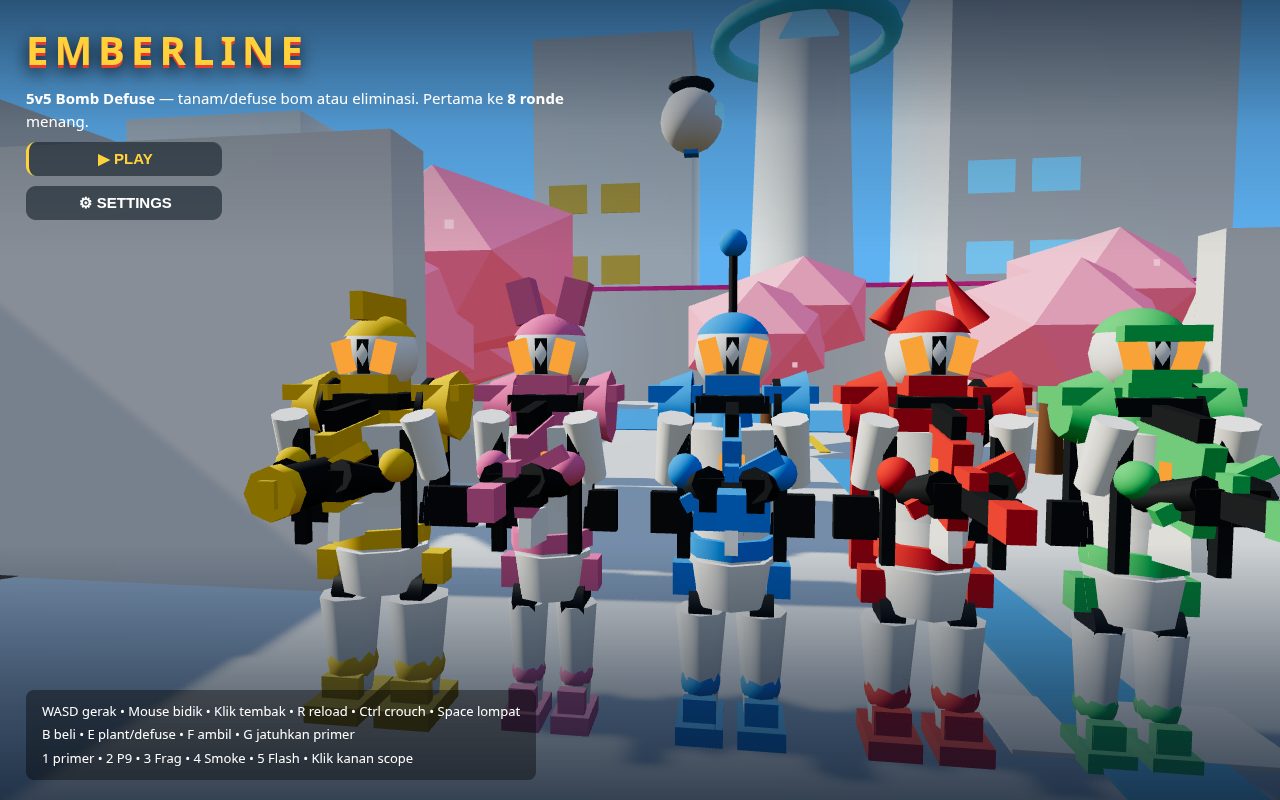 EMBERLINE
5v5 Bomb Defuse — tanam/defuse bom atau eliminasi. Pertama ke 8 ronde
menang.
▶ PLAY
⚙ SETTINGS
WASD gerak • Mouse bidik • Klik tembak • R reload • Ctrl crouch • Space lompat
B beli • E plant/defuse • F ambil • G jatuhkan primer
1 primer • 2 P9 • 3 Frag • 4 Smoke • 5 Flash • Klik kanan scope